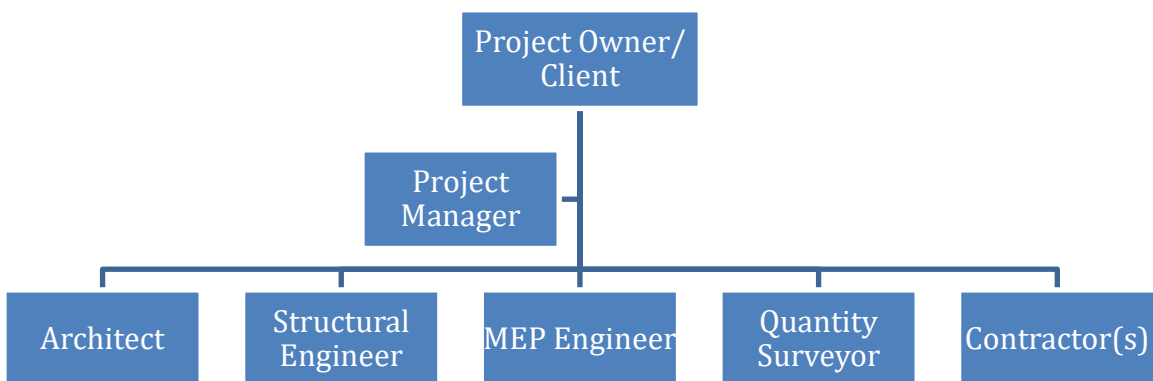 Project Owner/
Client
Project
Manager
Architect
Structural
Engineer
MEP Engineer
Quantity
Surveyor
Contractor(s)